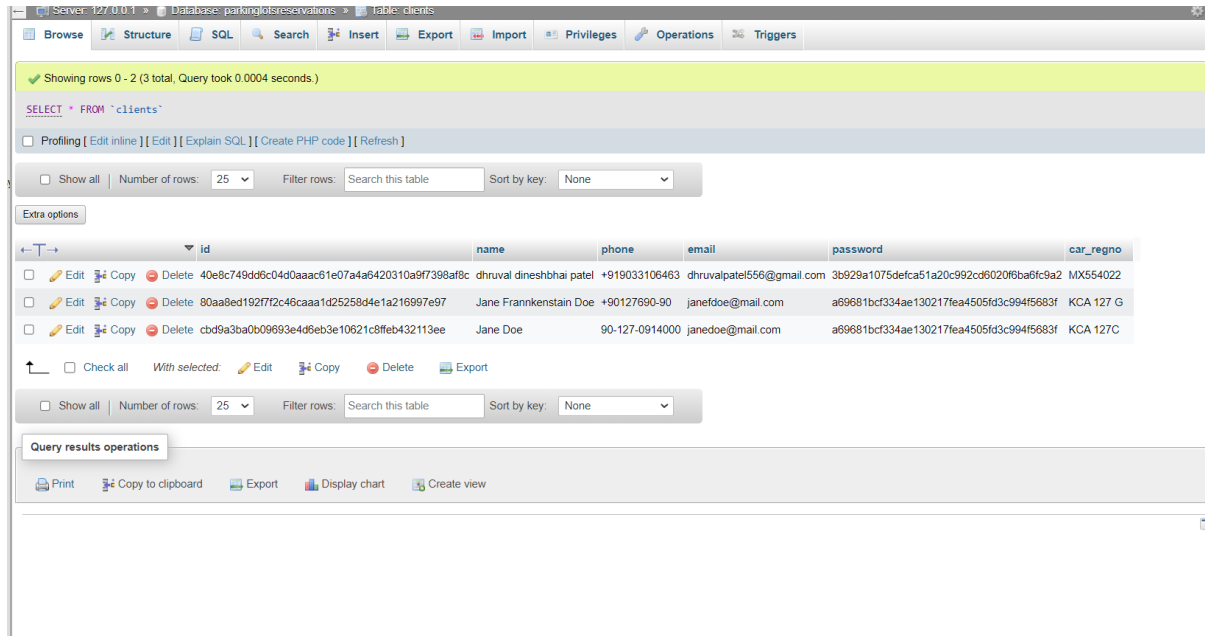 Server: 127.0.0.1 » Database: parkinglotsreservations » Table: clients
Browse Structure SQL Search Insert Export Import Privileges Operations Triggers
Showing rows 0 - 2 (3 total, Query took 0.0004 seconds.)
SELECT * FROM `clients`
Profiling [ Edit inline ] [ Edit ] [ Explain SQL ] [ Create PHP code ] [ Refresh ]
Show all | Number of rows: 25 Filter rows: Search this table Sort by key: None
Extra options
←T→ id name phone email password car_regno
Edit Copy Delete 40e8c749dd6c04d0aaac61e07a4a6420310a9f7398af8c dhruval dineshbhai patel +919033106463 dhruvalpatel556@gmail.com 3b929a1075defca51a20c992cd6020f6ba6fc9a2 MX554022
Edit Copy Delete 80aa8ed192f7f2c46caaa1d25258d4e1a216997e97 Jane Frannkenstain Doe +90127690-90 janefdoe@mail.com a69681bcf334ae130217fea4505fd3c994f5683f KCA 127 G
Edit Copy Delete cbd9a3ba0b09693e4d6eb3e10621c8ffeb432113ee Jane Doe 90-127-0914000 janedoe@mail.com a69681bcf334ae130217fea4505fd3c994f5683f KCA 127C
Check all With selected: Edit Copy Delete Export
Show all | Number of rows: 25 Filter rows: Search this table Sort by key: None
Query results operations
Print Copy to clipboard Export Display chart Create view